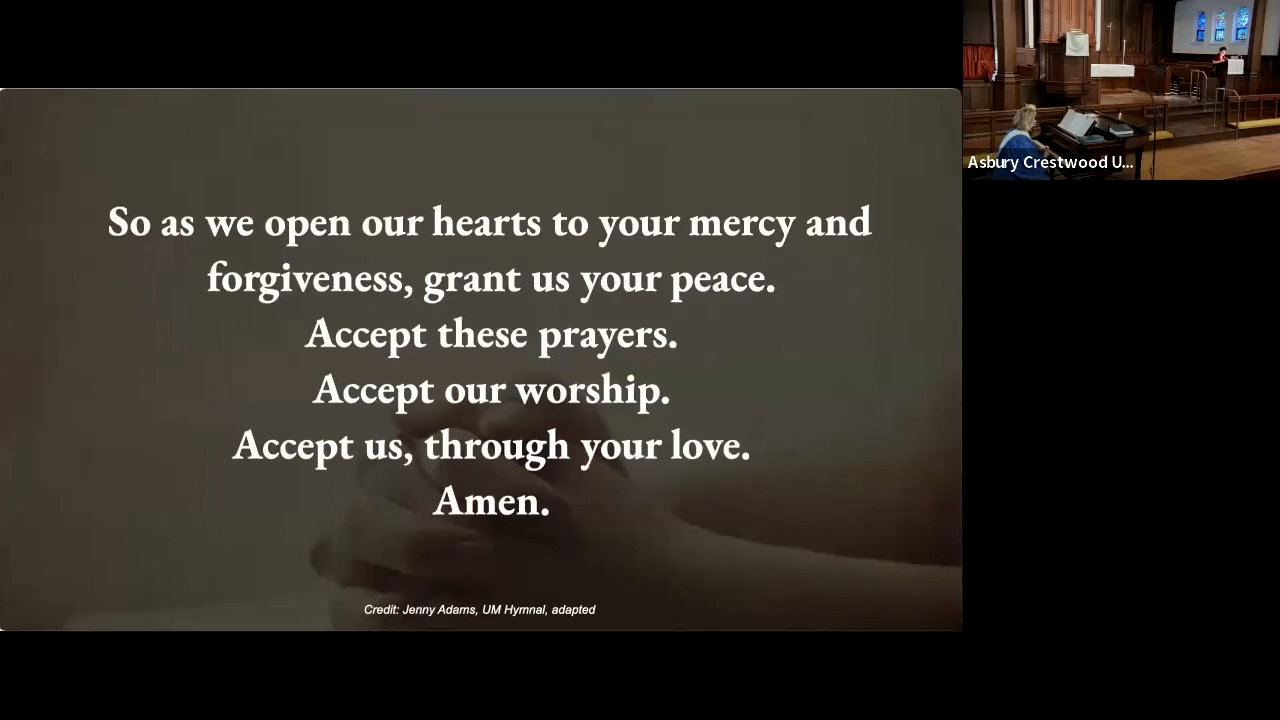 So as we open our hearts to your mercy and
forgiveness, grant us your peace.
Accept these prayers.
Accept our worship.
Accept us, through your love.
Amen.
Credit: Jenny Adams, UM Hymnal, adapted
Asbury Crestwood U...